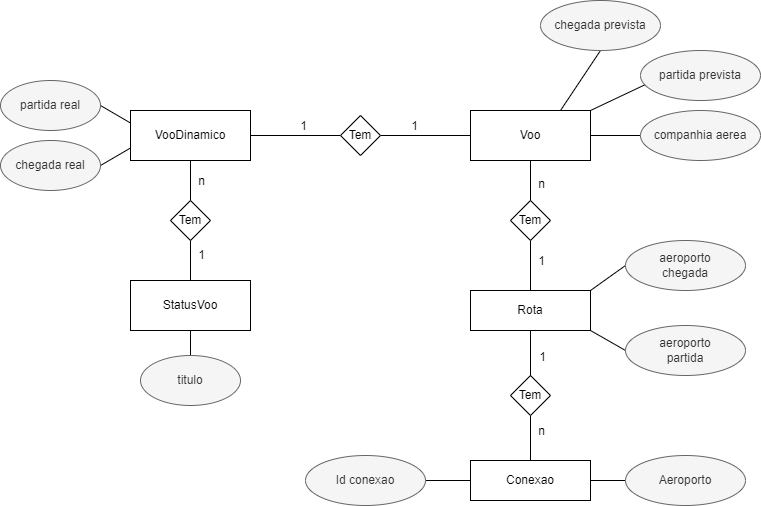 chegada prevista
partida prevista
partida real
VooDinamico
1
Tem
1
Voo
companhia aerea
chegada real
n
n
Tem
Tem
1
1
aeroporto
chegada
StatusVoo
Rota
aeroporto
partida
1
titulo
Tem
n
Id conexao
Conexao
Aeroporto